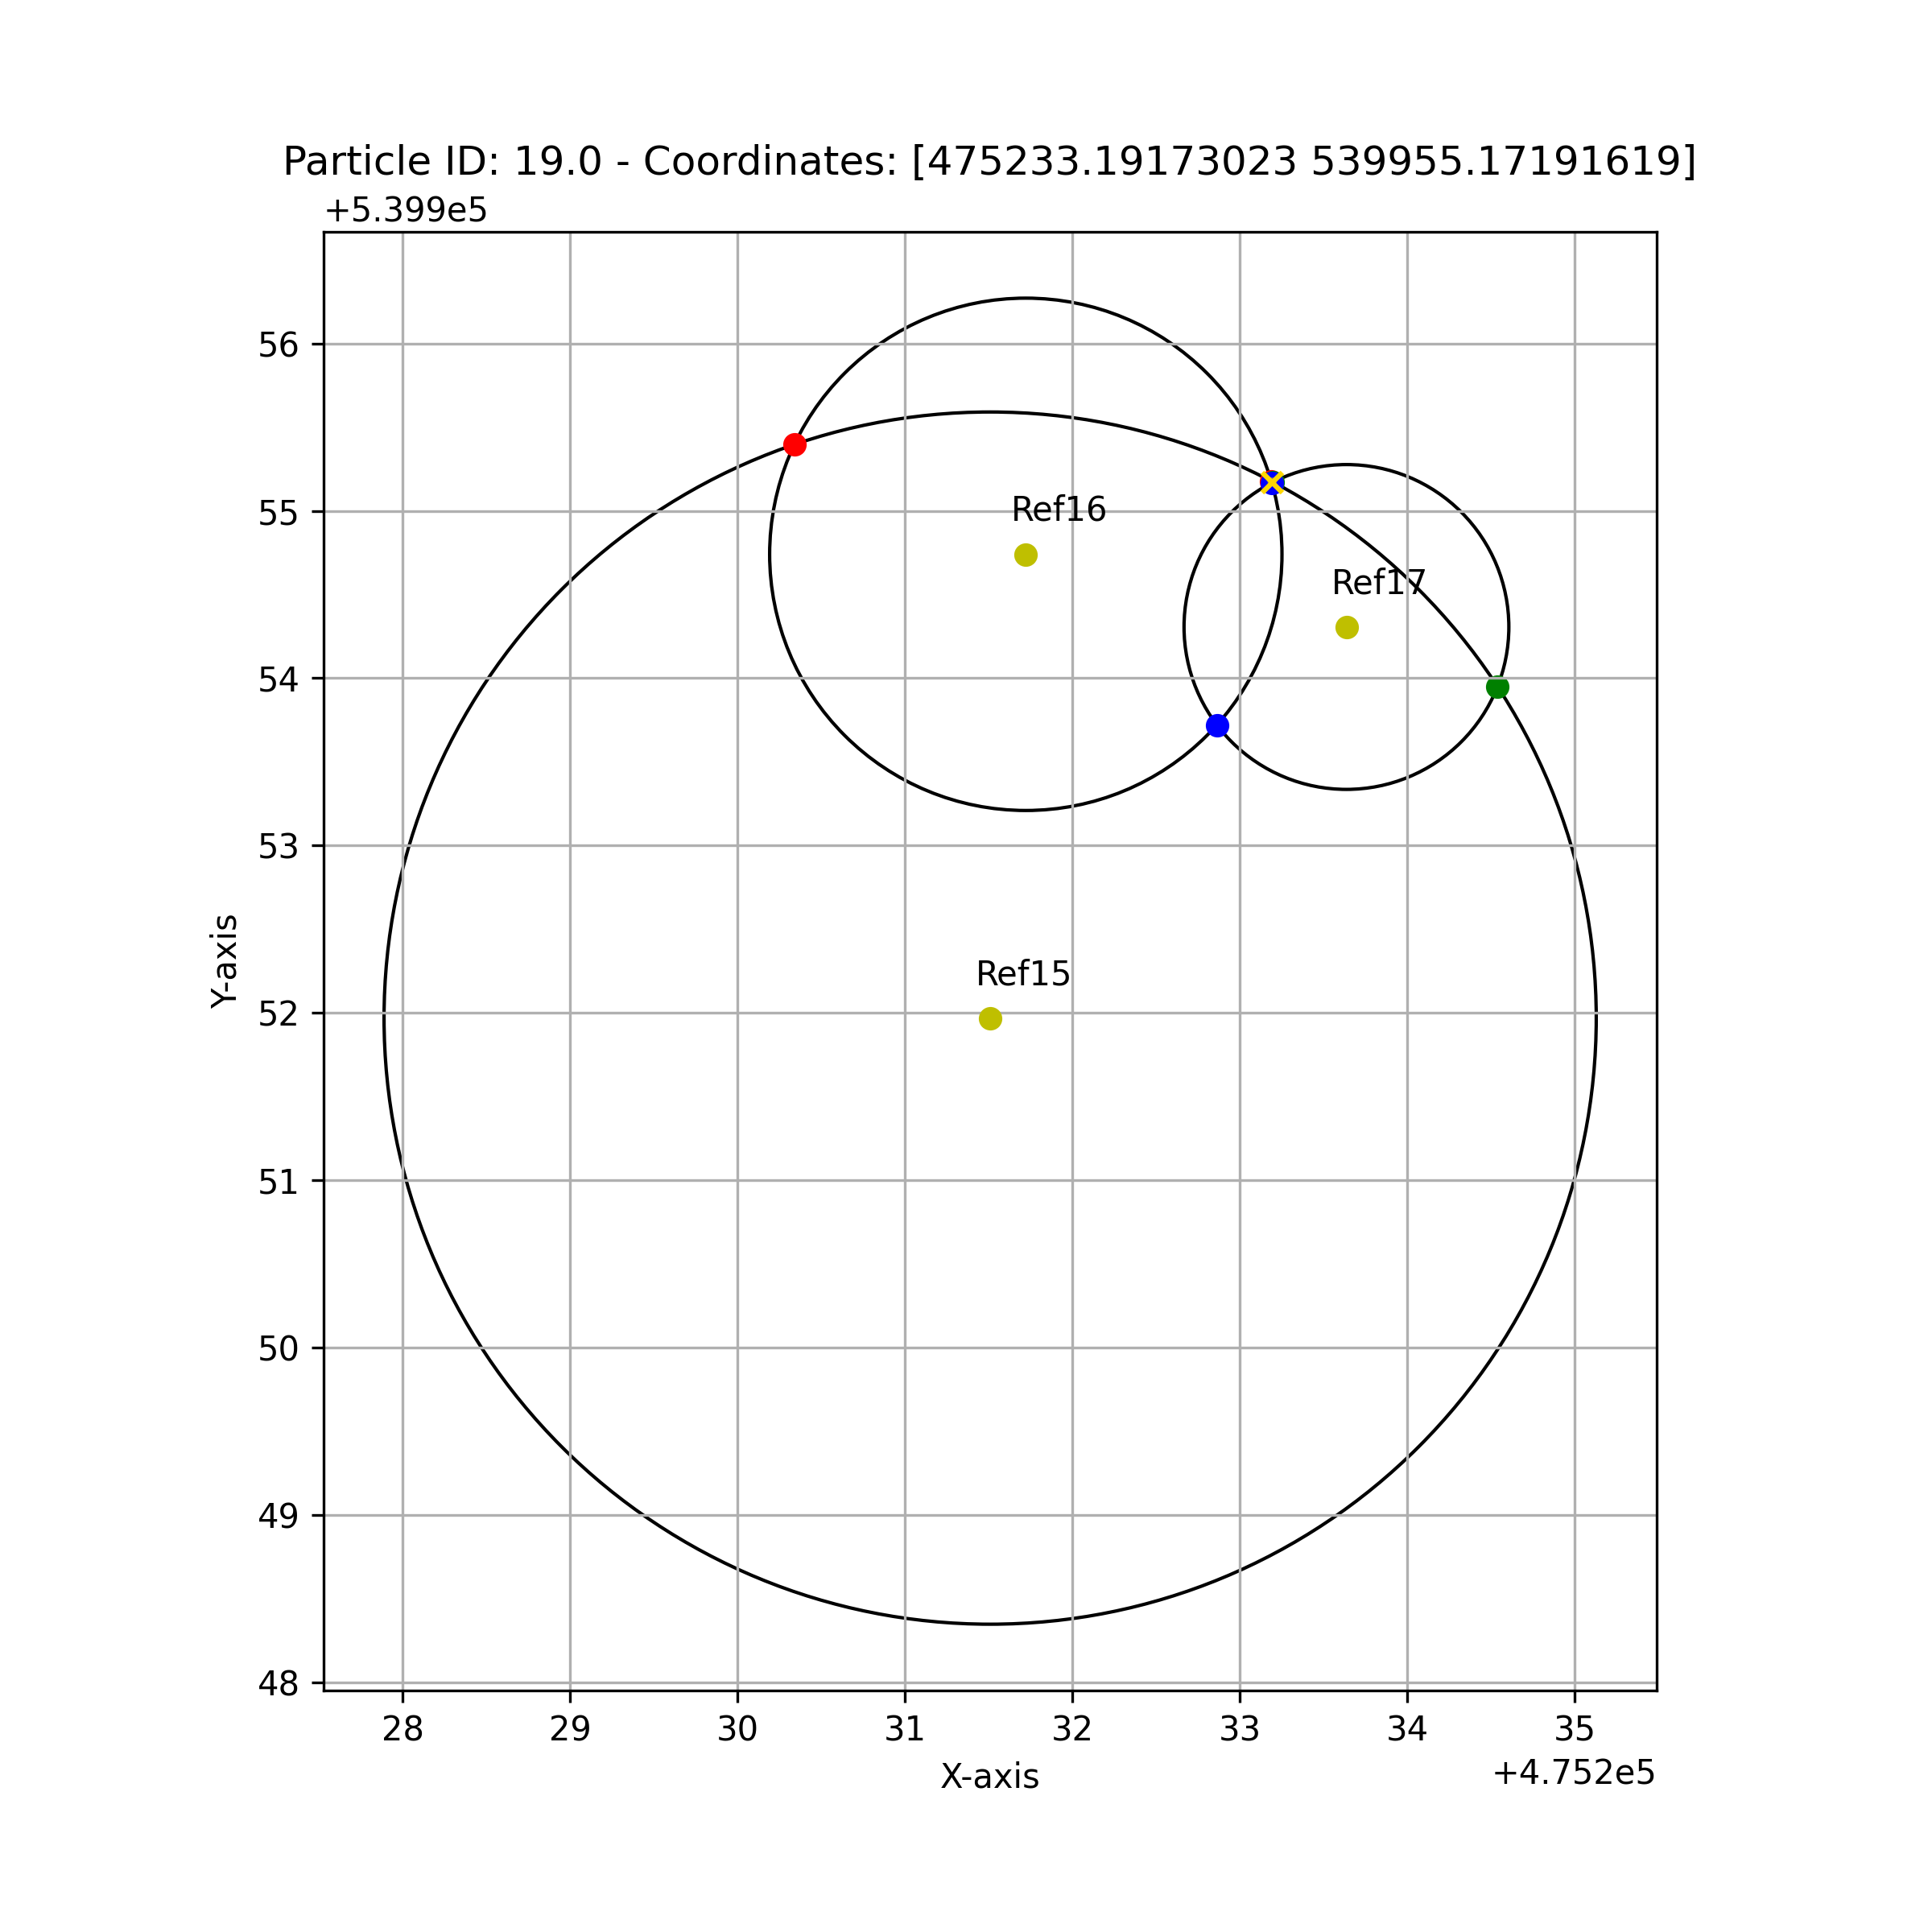 Particle ID: 19.0 - Coordinates: [475233.19173023 539955.17191619]
+5.399e5
56
55
54
53
52
51
50
49
48
Y-axis
Ref16
Ref17
Ref15
28 29 30 31 32 33 34 35
X-axis
+4.752e5